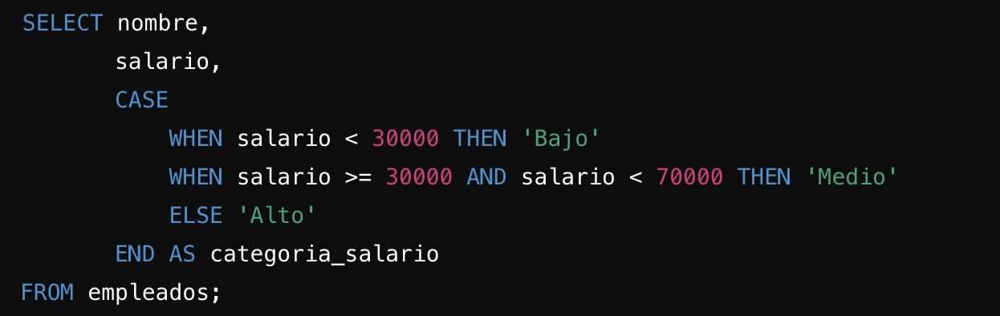 SELECT nombre,
       salario,
       CASE
           WHEN salario < 30000 THEN 'Bajo'
           WHEN salario >= 30000 AND salario < 70000 THEN 'Medio'
           ELSE 'Alto'
       END AS categoria_salario
FROM empleados;